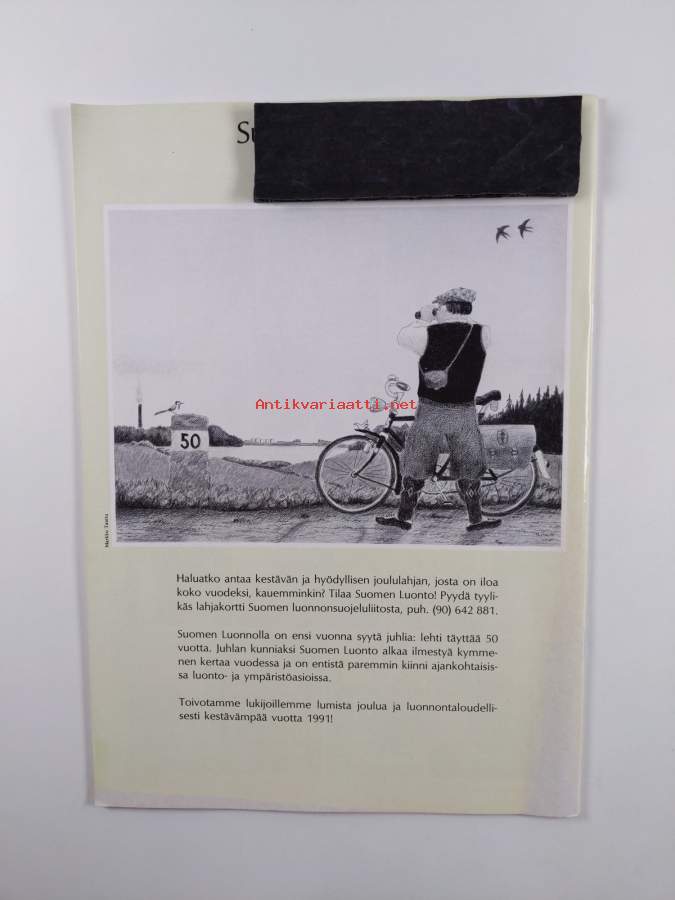 Su
Antikvariaatti.net
50
Markko Taina
Haluatko antaa kestävän ja hyödyllisen joululahjan, josta on iloa
koko vuodeksi, kauemminkin? Tilaa Suomen Luonto! Pyydä tyyli-
käs lahjakortti Suomen luonnonsuojeluliitosta, puh. (90) 642 881.
Suomen Luonnolla on ensi vuonna syytä juhlia: lehti täyttää 50
vuotta. Juhlan kunniaksi Suomen Luonto alkaa ilmestyä kymme-
nen kertaa vuodessa ja on entistä paremmin kiinni ajankohtaisis-
sa luonto- ja ympäristöasioissa.
Toivotamme lukijoillemme lumista joulua ja luonnontaloudelli-
sesti kestävämpää vuotta 1991!